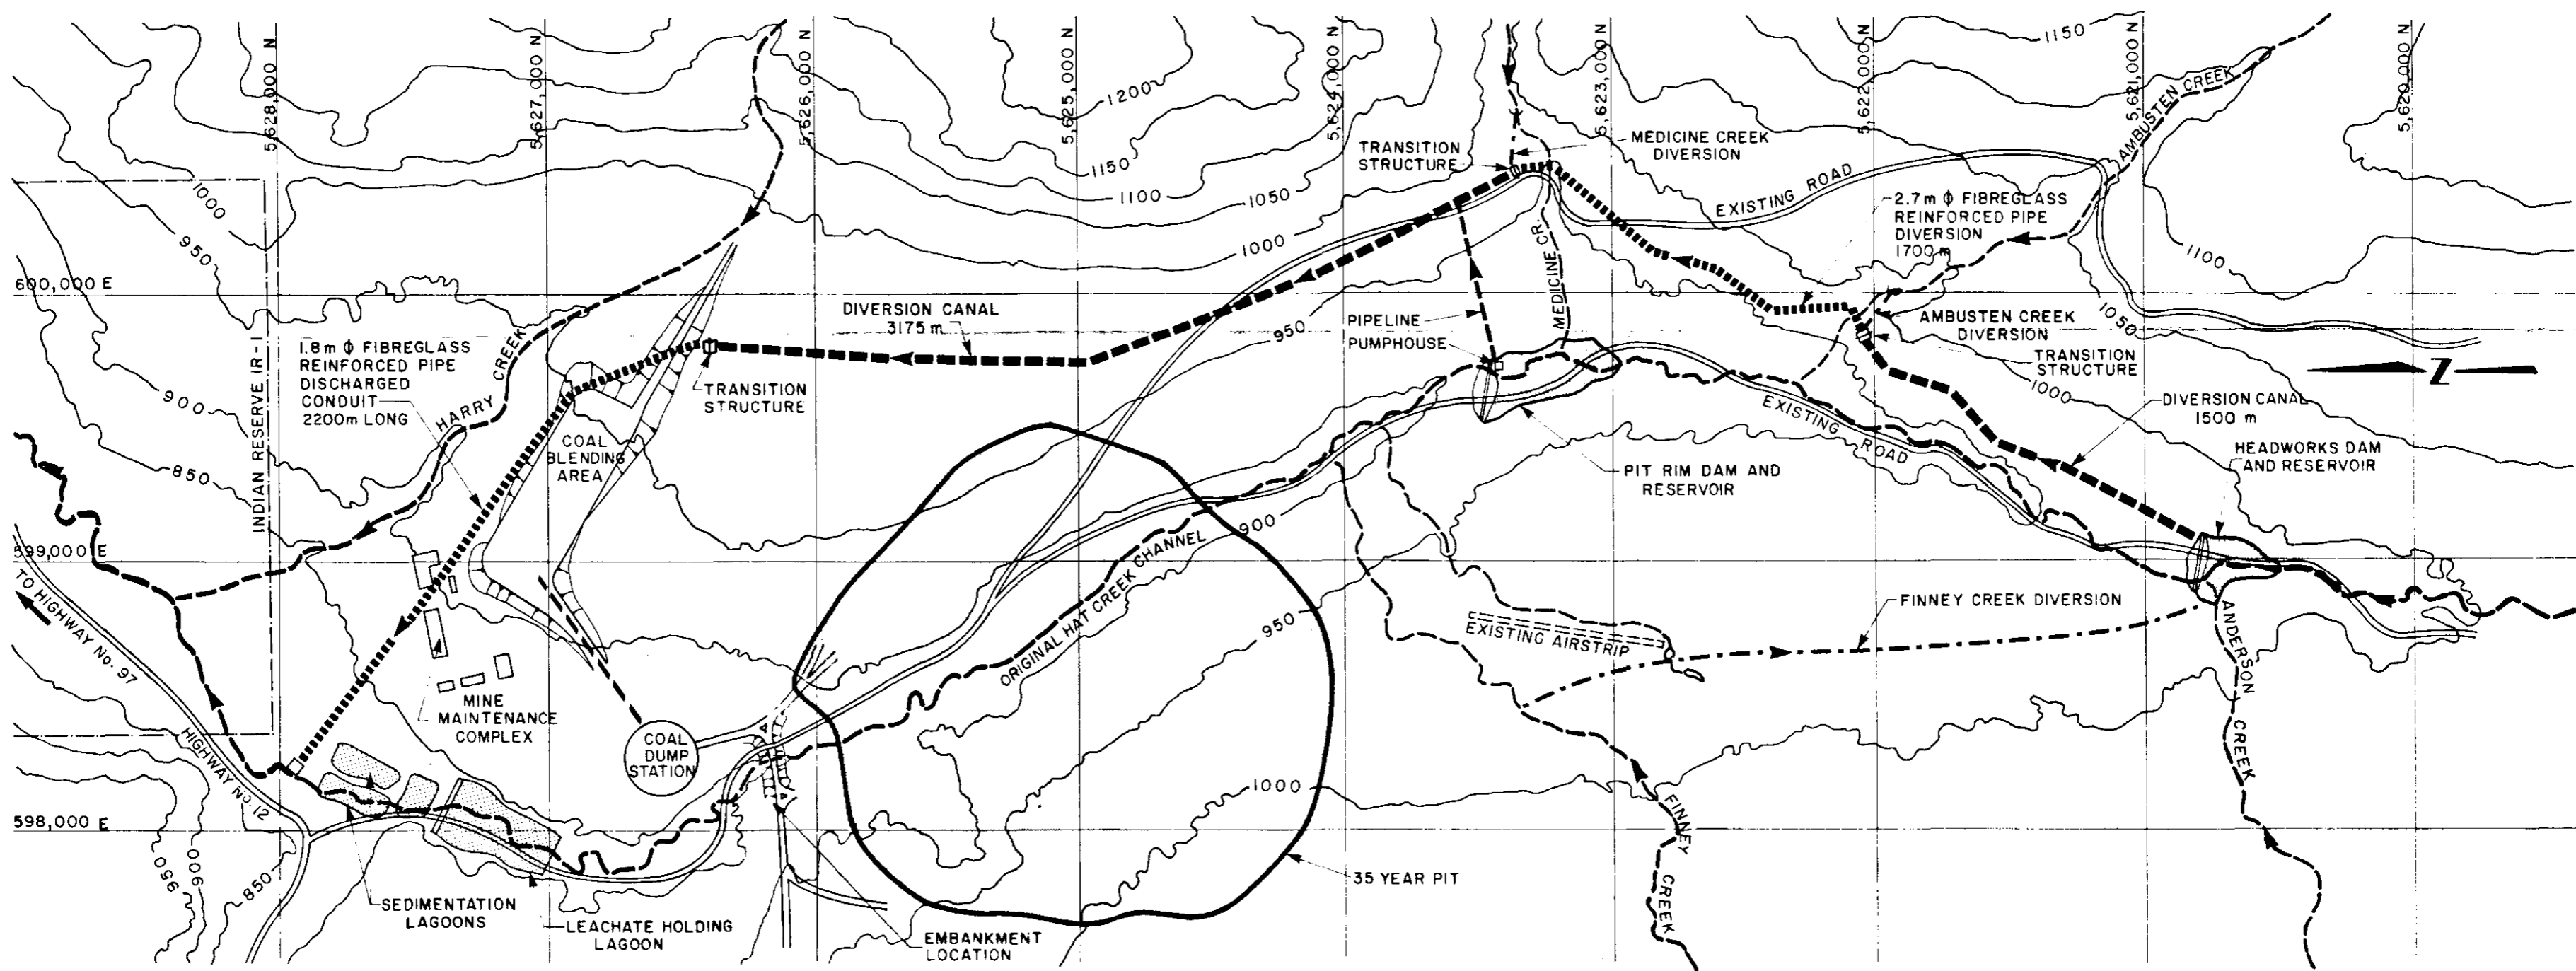 5,628,000 N
5,627,000 N
5,626,000 N
5,625,000 N
5,624,000 N
5,623,000 N
5,622,000 N
5,621,000 N
5,620,000 N
1150
1200
1150
1100
1050
1000
TRANSITION
STRUCTURE
MEDICINE CREEK
DIVERSION
EXISTING ROAD
AMBUSTEN CREEK
2.7 m ϕ FIBREGLASS
REINFORCED PIPE
DIVERSION
1700 m
1100
1050
1000
950
600,000 E
INDIAN RESERVE IR-1
1.8 m ϕ FIBREGLASS
REINFORCED PIPE
DISCHARGED
CONDUIT
2200m LONG
HARRY CREEK
DIVERSION CANAL
3175 m
TRANSITION
STRUCTURE
950
PIPELINE
PUMPHOUSE
MEDICINE CR.
AMBUSTEN CREEK
DIVERSION
TRANSITION
STRUCTURE
N
1000
DIVERSION CANAL
1500 m
HEADWORKS DAM
AND RESERVOIR
900
850
COAL
BLENDING
AREA
EXISTING ROAD
PIT RIM DAM AND
RESERVOIR
900
599,000 E
TO HIGHWAY No. 97
ORIGINAL HAT CREEK CHANNEL
950
EXISTING AIRSTRIP
FINNEY CREEK DIVERSION
ANDERSON CREEK
MINE
MAINTENANCE
COMPLEX
COAL
DUMP
STATION
A
A
HIGHWAY No. 12
598,000 E
1000
FINNEY CREEK
950
900
850
35 YEAR PIT
SEDIMENTATION
LAGOONS
LEACHATE HOLDING
LAGOON
EMBANKMENT
LOCATION